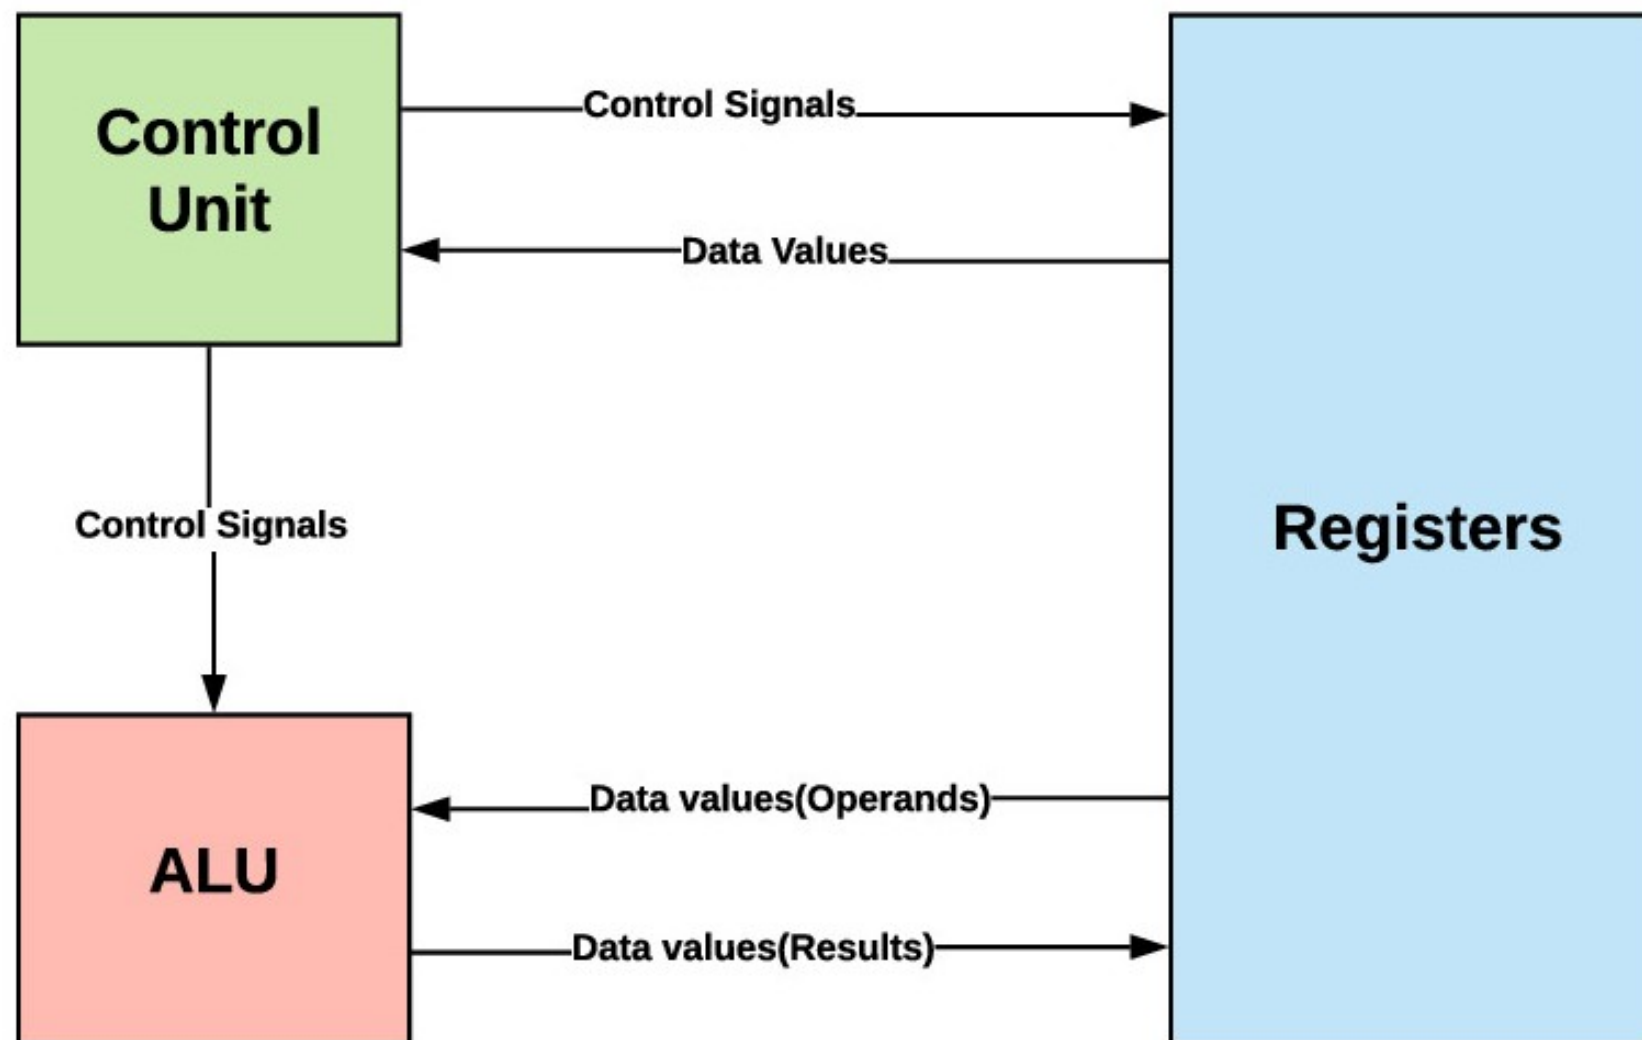 Control
Unit
Control Signals
Data Values
Control Signals
Registers
ALU
Data values(Operands)
Data values(Results)